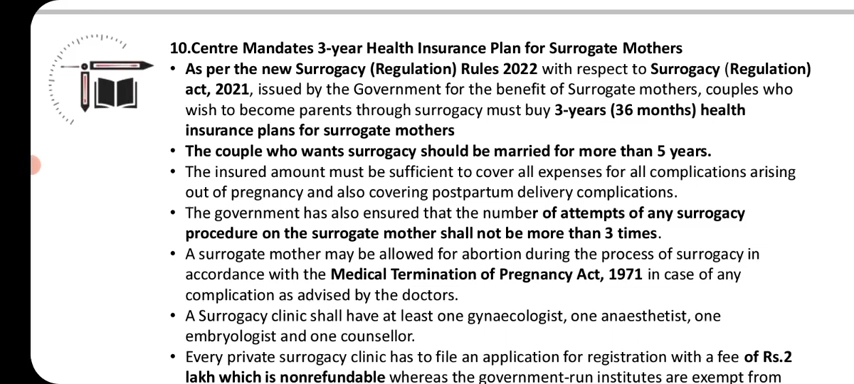 10.Centre Mandates 3-year Health Insurance Plan for Surrogate Mothers
• As per the new Surrogacy (Regulation) Rules 2022 with respect to Surrogacy (Regulation)
act, 2021, issued by the Government for the benefit of Surrogate mothers, couples who
wish to become parents through surrogacy must buy 3-years (36 months) health
insurance plans for surrogate mothers
• The couple who wants surrogacy should be married for more than 5 years.
• The insured amount must be sufficient to cover all expenses for all complications arising
out of pregnancy and also covering postpartum delivery complications.
• The government has also ensured that the number of attempts of any surrogacy
procedure on the surrogate mother shall not be more than 3 times.
• A surrogate mother may be allowed for abortion during the process of surrogacy in
accordance with the Medical Termination of Pregnancy Act, 1971 in case of any
complication as advised by the doctors.
• A Surrogacy clinic shall have at least one gynaecologist, one anaesthetist, one
embryologist and one counsellor.
• Every private surrogacy clinic has to file an application for registration with a fee of Rs.2
lakh which is nonrefundable whereas the government-run institutes are exempt from